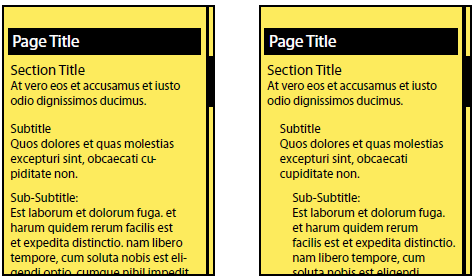 Page Title
Section Title
At vero eos et accusamus et iusto
odio dignissimos ducimus.
Subtitle
Quos dolores et quas molestias
excepturi sint, obcaecati cu-
piditate non.
Sub-Subtitle:
Est laborum et dolorum fuga. et
harum quidem rerum facilis est
et expedita distinctio. nam libero
tempore, cum soluta nobis est eli-
gendi optio, cumque nihil impedit
Page Title
Section Title
At vero eos et accusamus et iusto
odio dignissimos ducimus.
Subtitle
Quos dolores et quas molestias
excepturi sint, obcaecati
cupiditate non.
Sub-Subtitle:
Est laborum et dolorum fuga.
et harum quidem rerum
facilis est et expedita distinctio.
nam libero tempore, cum
soluta nobis est eligendi